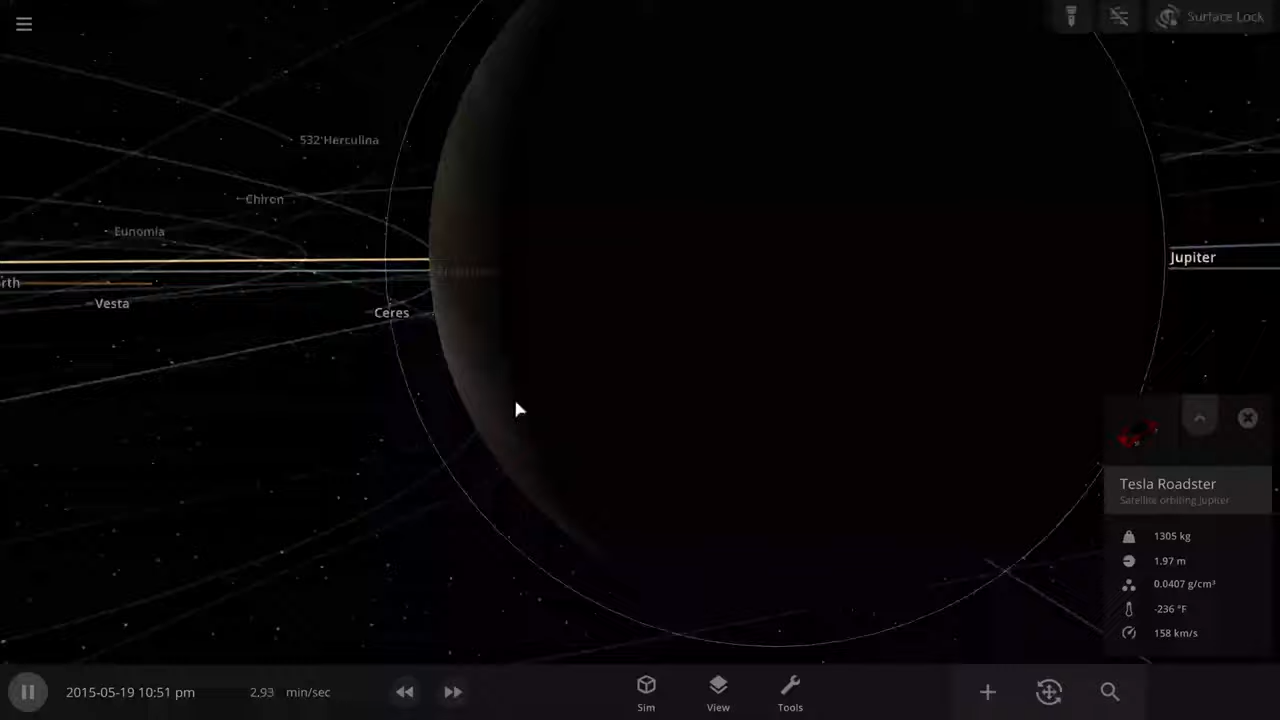 Surface Lock
532 Herculina
Chiron
Eunomia
rth
Vesta
Ceres
Jupiter
Tesla Roadster
Satellite orbiting Jupiter
1305 kg
1.97 m
0.0407 g/cm³
-236 °F
158 km/s
2015-05-19 10:51 pm
2,93 min/sec
Sim
View
Tools